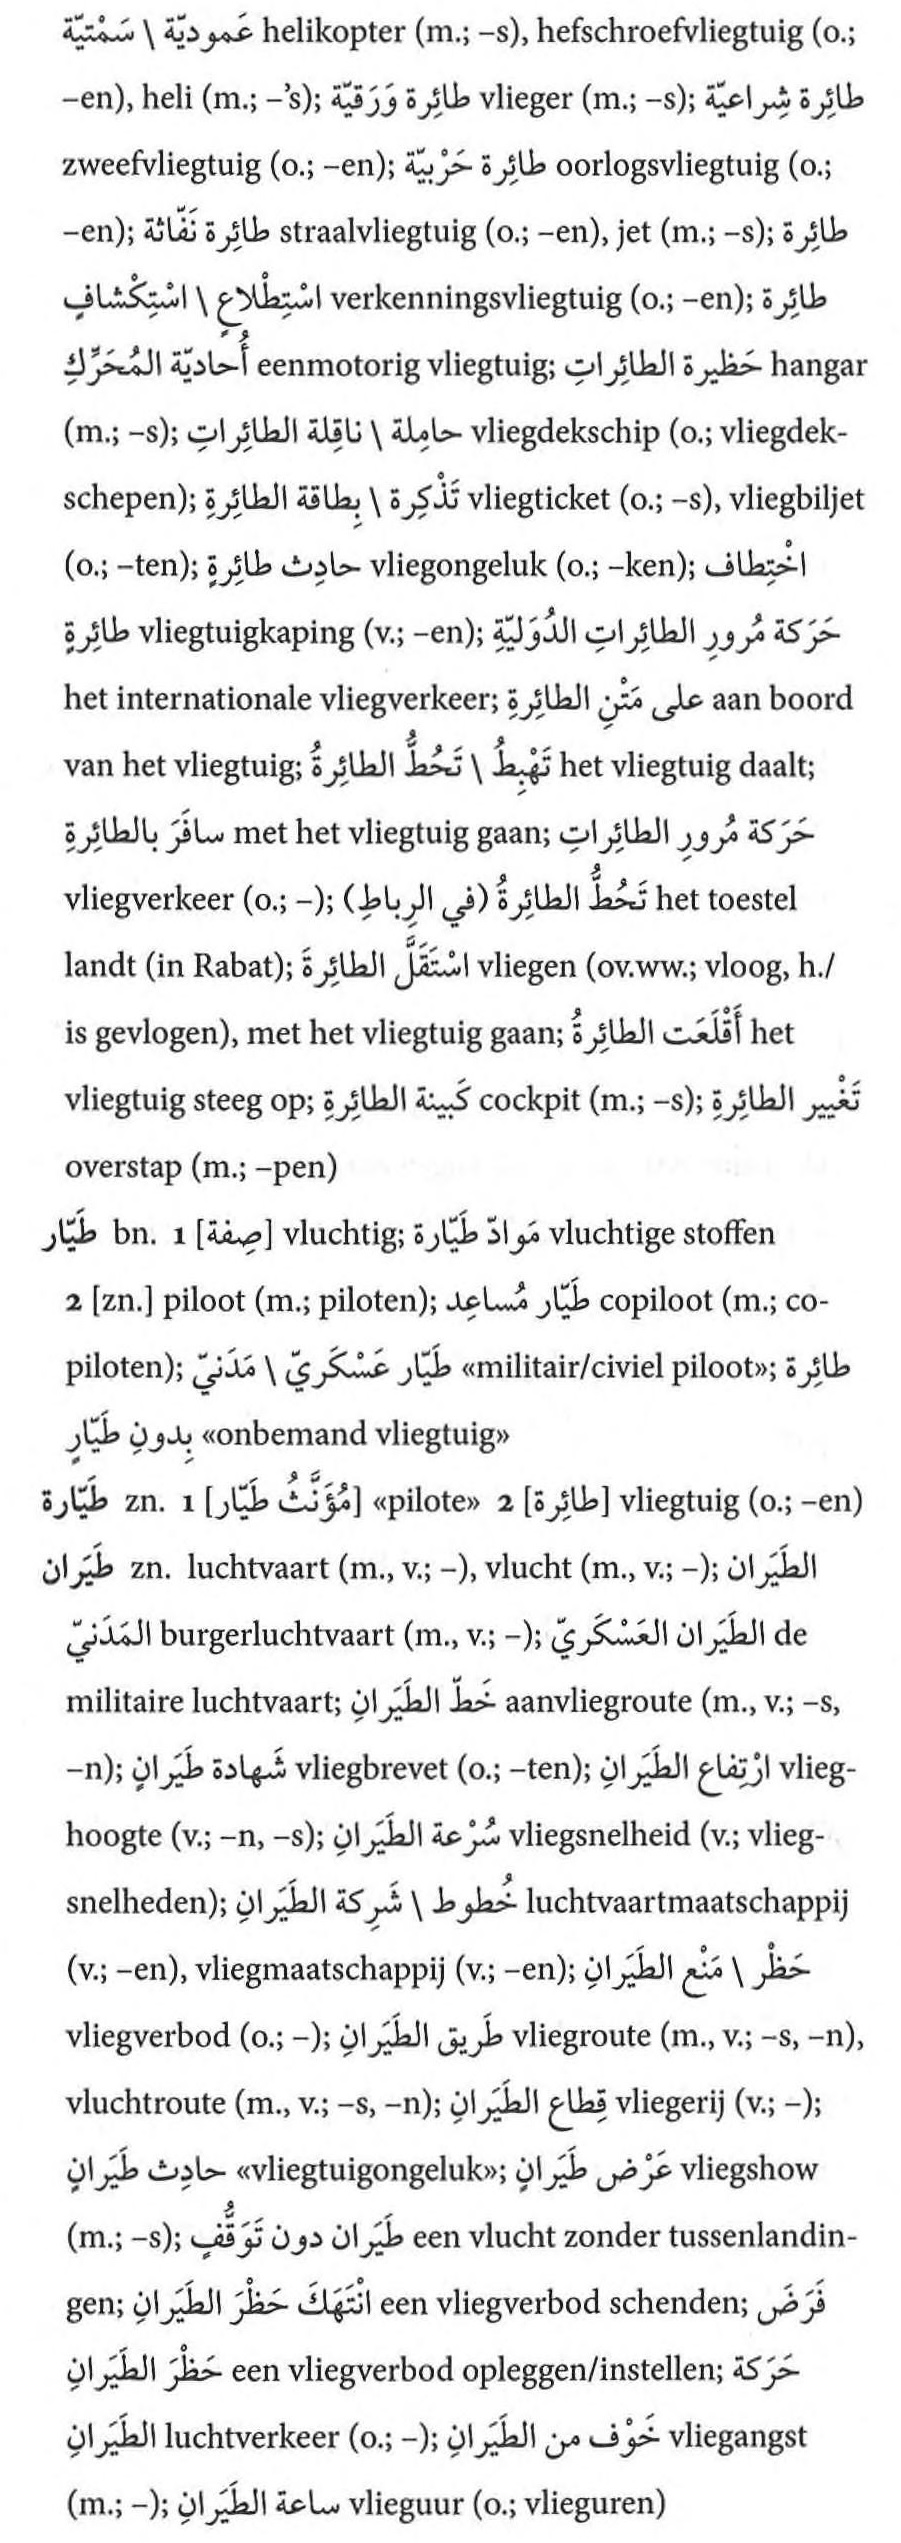 عَموديّة \ سَمْتيّة helikopter (m.; –s), hefschroefvliegtuig (o.;
–en), heli (m.; –’s); طائِرة وَرَقيّة vlieger (m.; –s); طائِرة شِراعيّة
zweefvliegtuig (o.; –en); طائِرة حَرْبيّة oorlogsvliegtuig (o.;
–en); طائِرة نَفّاثة straalvliegtuig (o.; –en), jet (m.; –s); طائِرة
اسْتِطْلاعٍ \ اسْتِكْشافٍ verkenningsvliegtuig (o.; –en); طائِرة
أُحاديّة المُحَرِّكِ eenmotorig vliegtuig; حَظيرة الطائِراتِ hangar
(m.; –s); حامِلة \ ناقِلة الطائِراتِ vliegdekschip (o.; vliegdek-
schepen); تَذْكِرة \ بِطاقة الطائِرةِ vliegticket (o.; –s), vliegbiljet
(o.; –ten); حادِث طائِرةٍ vliegongeluk (o.; –ken); اخْتِطاف
طائِرةٍ vliegtuigkaping (v.; –en); حَرَكة مُرورِ الطائِراتِ الدُوَليّةِ
het internationale vliegverkeer; على مَتْنِ الطائِرةِ aan boord
van het vliegtuig; تَهْبِطُ \ تَحُطُّ الطائِرةُ het vliegtuig daalt;
سافَرَ بالطائِرةِ met het vliegtuig gaan; حَرَكة مُرورِ الطائِراتِ
vliegverkeer (o.; –); تَحُطُّ الطائِرةُ (في الرِباطِ) het toestel
landt (in Rabat); اسْتَقَلَّ الطائِرةَ vliegen (ov.ww.; vloog, h./
is gevlogen), met het vliegtuig gaan; أَقْلَعَت الطائِرةُ het
vliegtuig steeg op; كَبينة الطائِرةِ cockpit (m.; –s); تَغْيير الطائِرةِ
overstap (m.; –pen)
طَيّار bn. 1 [صِفة] vluchtig; مَوادّ طَيّارة vluchtige stoffen
2 [zn.] piloot (m.; piloten); طَيّار مُساعِد copiloot (m.; co-
piloten); طَيّار عَسْكَريّ \ مَدَنيّ «militair/civiel piloot»; طائِرة
بِدونِ طَيّارٍ «onbemand vliegtuig»
طَيّارة zn. 1 [مُؤَنَّثُ طَيّار] «pilote» 2 [طائِرة] vliegtuig (o.; –en)
طَيَران zn. luchtvaart (m., v.; –), vlucht (m., v.; –); الطَيَران
المَدَنيّ burgerluchtvaart (m., v.; –); الطَيَران العَسْكَريّ de
militaire luchtvaart; خَطّ الطَيَرانِ aanvliegroute (m., v.; –s,
–n); شَهادة طَيَرانٍ vliegbrevet (o.; –ten); ارْتِفاع الطَيَرانِ vlieg-
hoogte (v.; –n, –s); سُرْعة الطَيَرانِ vliegsnelheid (v.; vlieg-
snelheden); خُطوط \ شَرِكة الطَيَرانِ luchtvaartmaatschappij
(v.; –en), vliegmaatschappij (v.; –en); حَظْر \ مَنْع الطَيَرانِ
vliegverbod (o.; –); طَريق الطَيَرانِ vliegroute (m., v.; –s, –n),
vluchtroute (m., v.; –s, –n); قِطاع الطَيَرانِ vliegerij (v.; –);
حادِث طَيَرانٍ «vliegtuigongeluk»; عَرْض طَيَرانٍ vliegshow
(m.; –s); طَيَران دونَ تَوَقُّفٍ een vlucht zonder tussenlandin-
gen; انْتَهَكَ حَظْرَ الطَيَرانِ een vliegverbod schenden; فَرَضَ
حَظْرَ الطَيَرانِ een vliegverbod opleggen/instellen; حَرَكة
الطَيَرانِ luchtverkeer (o.; –); خَوْف من الطَيَرانِ vliegangst
(m.; –); ساعة الطَيَرانِ vlieguur (o.; vlieguren)